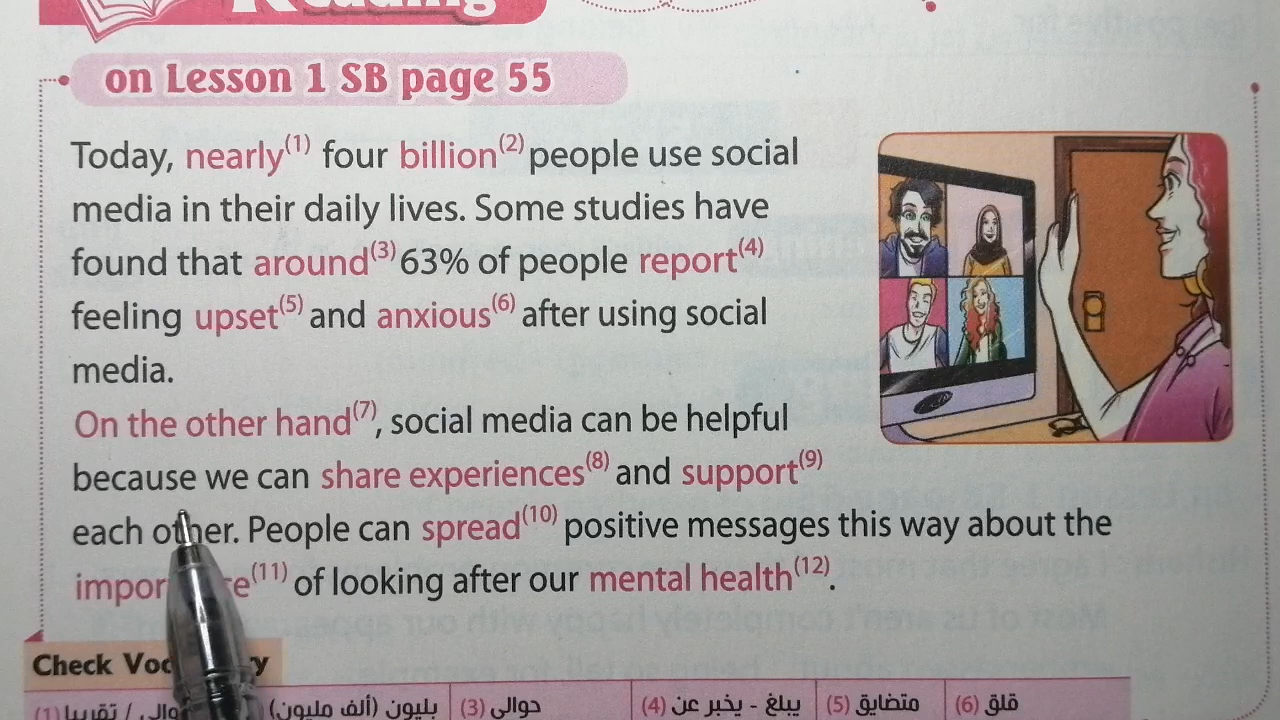 Reading
on Lesson 1 SB page 55
Today, nearly(1) four billion(2) people use social
media in their daily lives. Some studies have
found that around(3) 63% of people report(4)
feeling upset(5) and anxious(6) after using social
media.
On the other hand(7), social media can be helpful
because we can share experiences(8) and support(9)
each other. People can spread(10) positive messages this way about the
of looking after our mental health(12).
Check
(1) تقريبا / (ألف مليون) بليون (3) حوالى (4) يبلغ - يخبر عن (5) متضايق (6) قلق